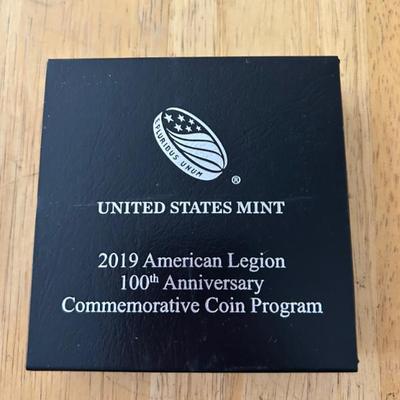 E PLURIBUS UNUM
®
UNITED STATES MINT
2019 American Legion
100th Anniversary
Commemorative Coin Program